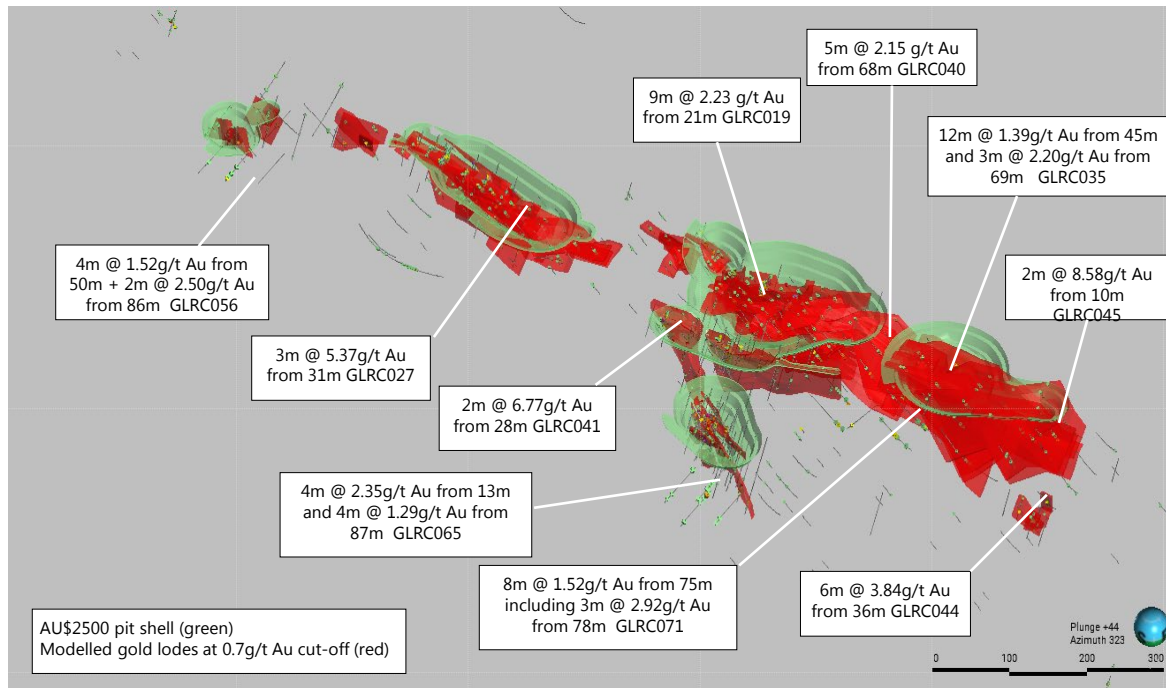 5m @ 2.15 g/t Au
from 68m GLRC040
9m @ 2.23 g/t Au
from 21m GLRC019
12m @ 1.39g/t Au from 45m
and 3m @ 2.20g/t Au from
69m GLRC035
4m @ 1.52g/t Au from
50m + 2m @ 2.50g/t Au
from 86m GLRC056
2m @ 8.58g/t Au
from 10m
GLRC045
3m @ 5.37g/t Au
from 31m GLRC027
2m @ 6.77g/t Au
from 28m GLRC041
4m @ 2.35g/t Au from 13m
and 4m @ 1.29g/t Au from
87m GLRC065
8m @ 1.52g/t Au from 75m
including 3m @ 2.92g/t Au
from 78m GLRC071
6m @ 3.84g/t Au
from 36m GLRC044
AU$2500 pit shell (green)
Modelled gold lodes at 0.7g/t Au cut-off (red)
Plunge +44
Azimuth 323
0 100 200 300